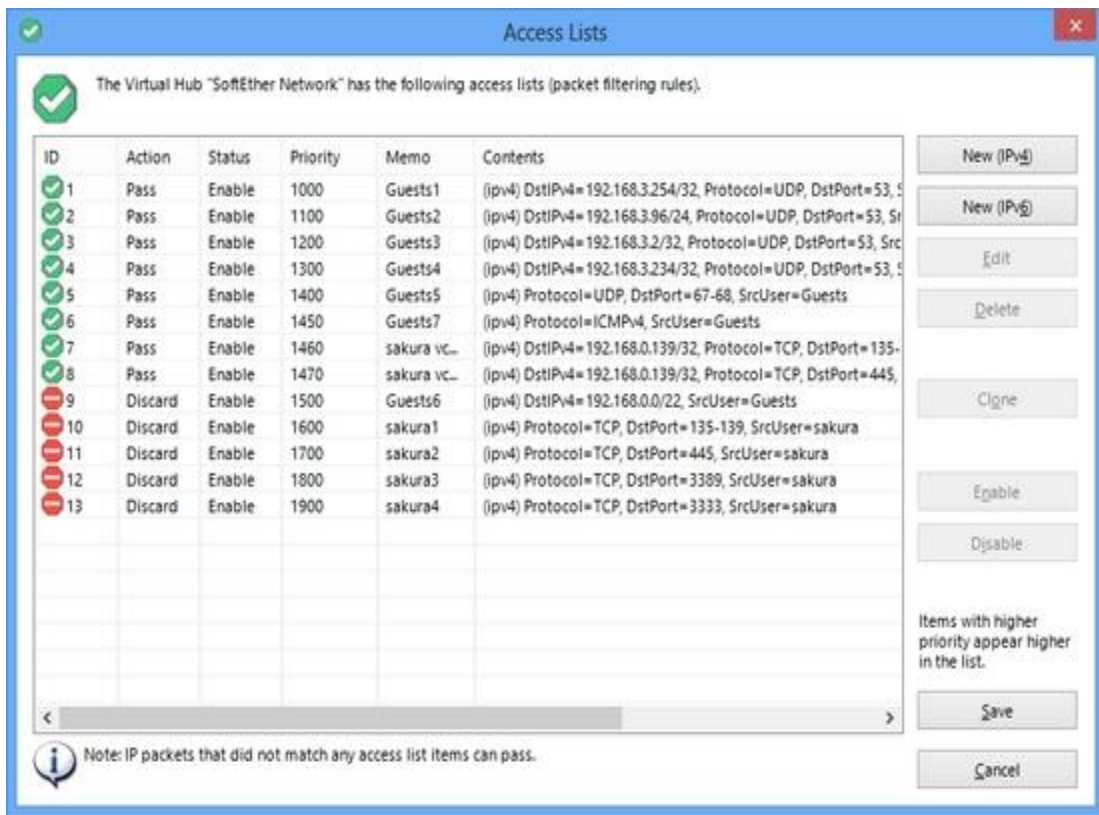 Access Lists
The Virtual Hub "SoftEther Network" has the following access lists (packet filtering rules).
ID Action Status Priority Memo Contents
1 Pass Enable 1000 Guests1 (ipv4) DstIPv4=192.168.3.254/32, Protocol=UDP, DstPort=53, S
2 Pass Enable 1100 Guests2 (ipv4) DstIPv4=192.168.3.96/24, Protocol=UDP, DstPort=53, Sr
3 Pass Enable 1200 Guests3 (ipv4) DstIPv4=192.168.3.2/32, Protocol=UDP, DstPort=53, Src
4 Pass Enable 1300 Guests4 (ipv4) DstIPv4=192.168.3.234/32, Protocol=UDP, DstPort=53, S
5 Pass Enable 1400 Guests5 (ipv4) Protocol=UDP, DstPort=67-68, SrcUser=Guests
6 Pass Enable 1450 Guests7 (ipv4) Protocol=ICMPv4, SrcUser=Guests
7 Pass Enable 1460 sakura vc... (ipv4) DstIPv4=192.168.0.139/32, Protocol=TCP, DstPort=135-
8 Pass Enable 1470 sakura vc... (ipv4) DstIPv4=192.168.0.139/32, Protocol=TCP, DstPort=445,
9 Discard Enable 1500 Guests6 (ipv4) DstIPv4=192.168.0.0/22, SrcUser=Guests
10 Discard Enable 1600 sakura1 (ipv4) Protocol=TCP, DstPort=135-139, SrcUser=sakura
11 Discard Enable 1700 sakura2 (ipv4) Protocol=TCP, DstPort=445, SrcUser=sakura
12 Discard Enable 1800 sakura3 (ipv4) Protocol=TCP, DstPort=3389, SrcUser=sakura
13 Discard Enable 1900 sakura4 (ipv4) Protocol=TCP, DstPort=3333, SrcUser=sakura
New (IPv4)
New (IPv6)
Edit
Delete
Clone
Enable
Disable
Items with higher
priority appear higher
in the list.
Save
Note: IP packets that did not match any access list items can pass.
Cancel